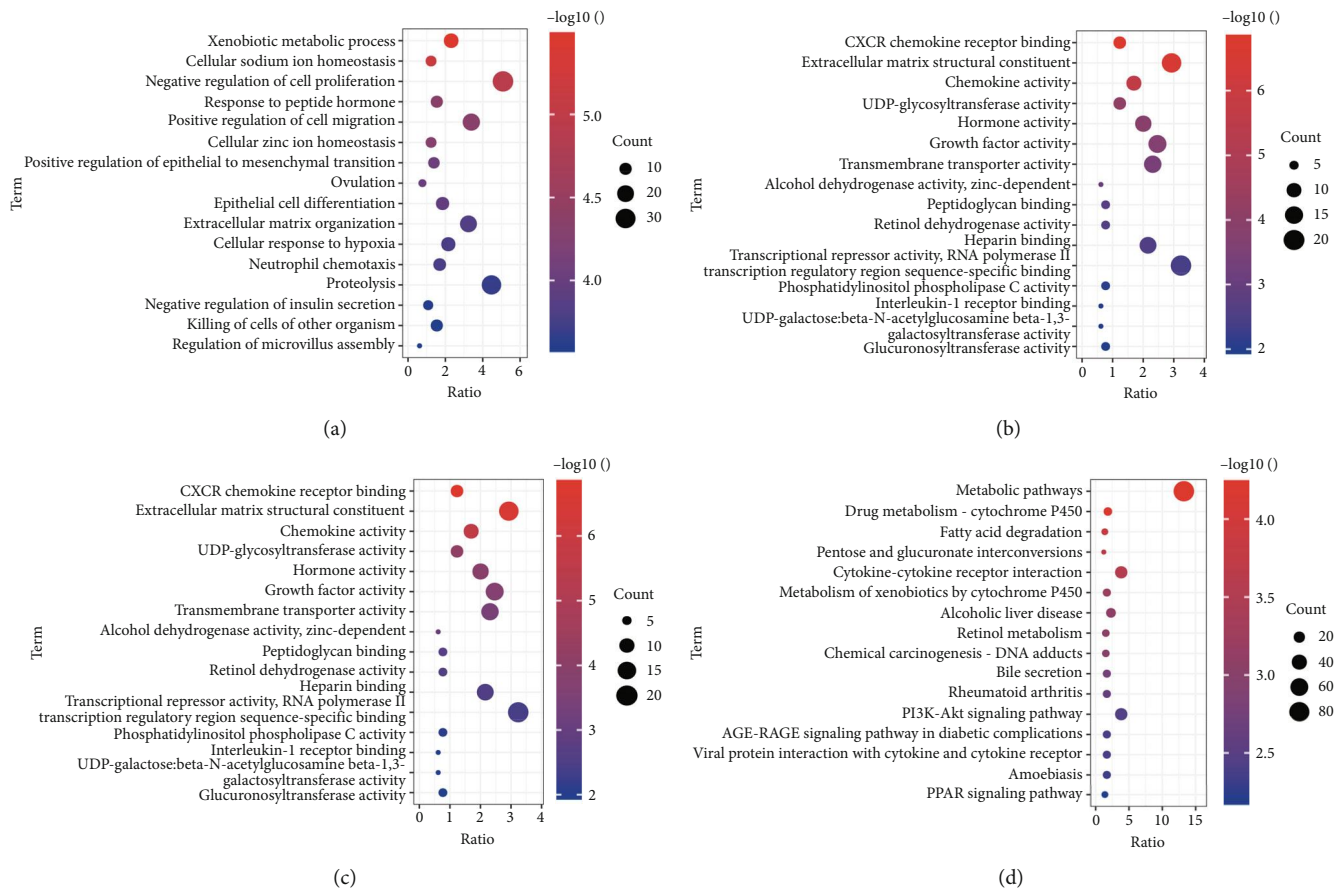 –log10 ()
Xenobiotic metabolic process
Cellular sodium ion homeostasis
Negative regulation of cell proliferation
Response to peptide hormone
Positive regulation of cell migration
Cellular zinc ion homeostasis
Positive regulation of epithelial to mesenchymal transition
Ovulation
Epithelial cell differentiation
Extracellular matrix organization
Cellular response to hypoxia
Neutrophil chemotaxis
Proteolysis
Negative regulation of insulin secretion
Killing of cells of other organism
Regulation of microvillus assembly
Term
0 2 4 6
Ratio
5.0
4.5
4.0
Count
10
20
30
(a)
–log10 ()
CXCR chemokine receptor binding
Extracellular matrix structural constituent
Chemokine activity
UDP-glycosyltransferase activity
Hormone activity
Growth factor activity
Transmembrane transporter activity
Alcohol dehydrogenase activity, zinc-dependent
Peptidoglycan binding
Retinol dehydrogenase activity
Heparin binding
Transcriptional repressor activity, RNA polymerase II
transcription regulatory region sequence-specific binding
Phosphatidylinositol phospholipase C activity
Interleukin-1 receptor binding
UDP-galactose:beta-N-acetylglucosamine beta-1,3-
galactosyltransferase activity
Glucuronosyltransferase activity
Term
0 1 2 3 4
Ratio
6
5
4
3
2
Count
5
10
15
20
(b)
–log10 ()
CXCR chemokine receptor binding
Extracellular matrix structural constituent
Chemokine activity
UDP-glycosyltransferase activity
Hormone activity
Growth factor activity
Transmembrane transporter activity
Alcohol dehydrogenase activity, zinc-dependent
Peptidoglycan binding
Retinol dehydrogenase activity
Heparin binding
Transcriptional repressor activity, RNA polymerase II
transcription regulatory region sequence-specific binding
Phosphatidylinositol phospholipase C activity
Interleukin-1 receptor binding
UDP-galactose:beta-N-acetylglucosamine beta-1,3-
galactosyltransferase activity
Glucuronosyltransferase activity
Term
0 1 2 3 4
Ratio
6
5
4
3
2
Count
5
10
15
20
(c)
–log10 ()
Metabolic pathways
Drug metabolism - cytochrome P450
Fatty acid degradation
Pentose and glucuronate interconversions
Cytokine-cytokine receptor interaction
Metabolism of xenobiotics by cytochrome P450
Alcoholic liver disease
Retinol metabolism
Chemical carcinogenesis - DNA adducts
Bile secretion
Rheumatoid arthritis
PI3K-Akt signaling pathway
AGE-RAGE signaling pathway in diabetic complications
Viral protein interaction with cytokine and cytokine receptor
Amoebiasis
PPAR signaling pathway
Term
0 5 10 15
Ratio
4.0
3.5
3.0
2.5
Count
20
40
60
80
(d)